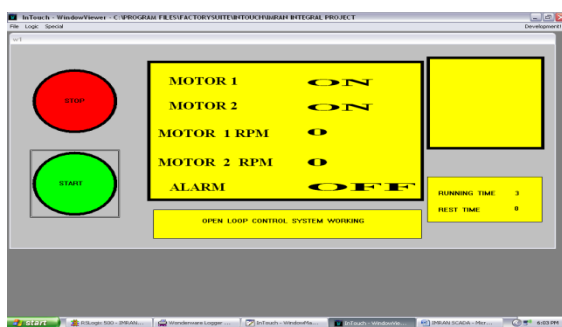 InTouch - WindowViewer - C:\PROGRAM FILES\FACTORYSUITE\INTOUCH\IMRAN INTEGRAL PROJECT
File Logic Special Development!
STOP
START
MOTOR 1 ON
MOTOR 2 ON
MOTOR 1 RPM 0
MOTOR 2 RPM 0
ALARM OFF
OPEN LOOP CONTROL SYSTEM WORKING
RUNNING TIME 3
REST TIME 0
start RSLogix 500 - IMRAN... Wonderware Logger ... InTouch - WindowMa... InTouch - WindowVie... IMRAN SCADA - Micr... 6:03 PM